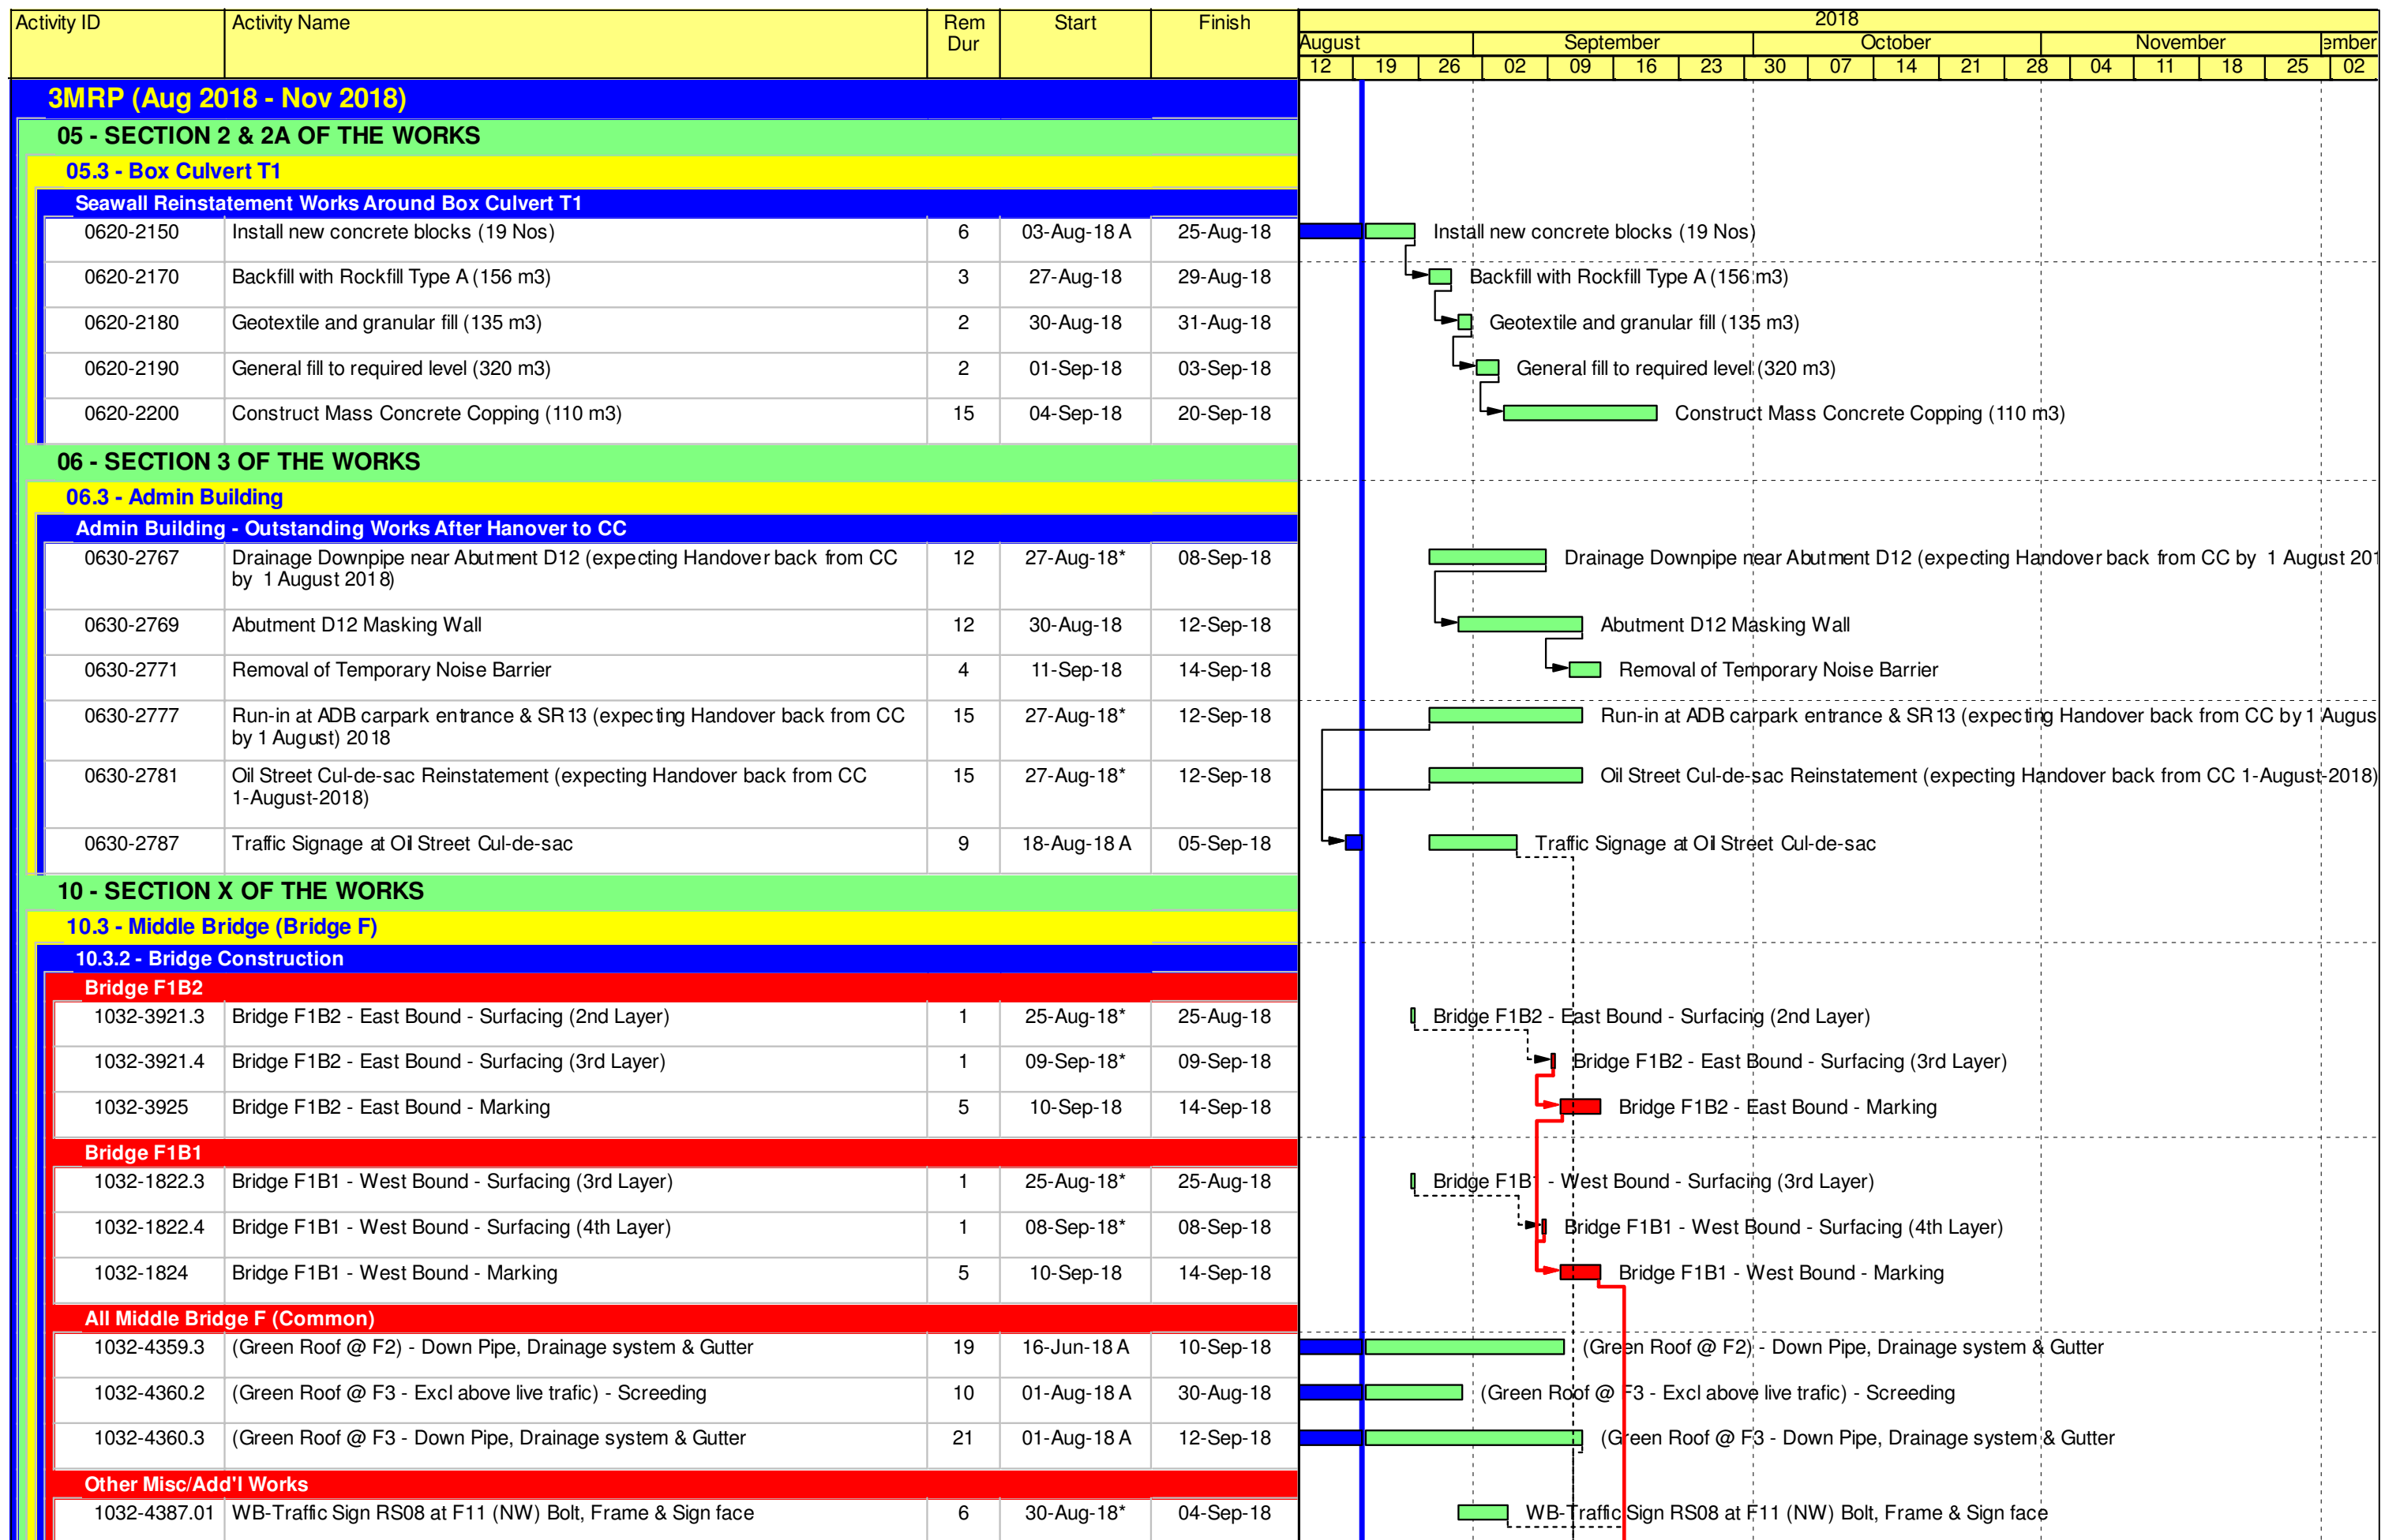 Activity ID Activity Name Rem Dur Start Finish 2018
August September October November ember
12 19 26 02 09 16 23 30 07 14 21 28 04 11 18 25 02
3MRP (Aug 2018 - Nov 2018)
05 - SECTION 2 & 2A OF THE WORKS
05.3 - Box Culvert T1
Seawall Reinstatement Works Around Box Culvert T1
0620-2150 Install new concrete blocks (19 Nos) 6 03-Aug-18 A 25-Aug-18 Install new concrete blocks (19 Nos)
0620-2170 Backfill with Rockfill Type A (156 m3) 3 27-Aug-18 29-Aug-18 Backfill with Rockfill Type A (156 m3)
0620-2180 Geotextile and granular fill (135 m3) 2 30-Aug-18 31-Aug-18 Geotextile and granular fill (135 m3)
0620-2190 General fill to required level (320 m3) 2 01-Sep-18 03-Sep-18 General fill to required level (320 m3)
0620-2200 Construct Mass Concrete Copping (110 m3) 15 04-Sep-18 20-Sep-18 Construct Mass Concrete Copping (110 m3)
06 - SECTION 3 OF THE WORKS
06.3 - Admin Building
Admin Building - Outstanding Works After Hanover to CC
0630-2767 Drainage Downpipe near Abutment D12 (expecting Handover back from CC 12 27-Aug-18* 08-Sep-18 Drainage Downpipe near Abutment D12 (expecting Handover back from CC by 1 August 201
by 1 August 2018)
0630-2769 Abutment D12 Masking Wall 12 30-Aug-18 12-Sep-18 Abutment D12 Masking Wall
0630-2771 Removal of Temporary Noise Barrier 4 11-Sep-18 14-Sep-18 Removal of Temporary Noise Barrier
0630-2777 Run-in at ADB carpark entrance & SR13 (expecting Handover back from CC 15 27-Aug-18* 12-Sep-18 Run-in at ADB carpark entrance & SR13 (expecting Handover back from CC by 1 Augus
by 1 August) 2018
0630-2781 Oil Street Cul-de-sac Reinstatement (expecting Handover back from CC 15 27-Aug-18* 12-Sep-18 Oil Street Cul-de-sac Reinstatement (expecting Handover back from CC 1-August-2018)
1-August-2018)
0630-2787 Traffic Signage at Oil Street Cul-de-sac 9 18-Aug-18 A 05-Sep-18 Traffic Signage at Oil Street Cul-de-sac
10 - SECTION X OF THE WORKS
10.3 - Middle Bridge (Bridge F)
10.3.2 - Bridge Construction
Bridge F1B2
1032-3921.3 Bridge F1B2 - East Bound - Surfacing (2nd Layer) 1 25-Aug-18* 25-Aug-18 Bridge F1B2 - East Bound - Surfacing (2nd Layer)
1032-3921.4 Bridge F1B2 - East Bound - Surfacing (3rd Layer) 1 09-Sep-18* 09-Sep-18 Bridge F1B2 - East Bound - Surfacing (3rd Layer)
1032-3925 Bridge F1B2 - East Bound - Marking 5 10-Sep-18 14-Sep-18 Bridge F1B2 - East Bound - Marking
Bridge F1B1
1032-1822.3 Bridge F1B1 - West Bound - Surfacing (3rd Layer) 1 25-Aug-18* 25-Aug-18 Bridge F1B1 - West Bound - Surfacing (3rd Layer)
1032-1822.4 Bridge F1B1 - West Bound - Surfacing (4th Layer) 1 08-Sep-18* 08-Sep-18 Bridge F1B1 - West Bound - Surfacing (4th Layer)
1032-1824 Bridge F1B1 - West Bound - Marking 5 10-Sep-18 14-Sep-18 Bridge F1B1 - West Bound - Marking
All Middle Bridge F (Common)
1032-4359.3 (Green Roof @ F2) - Down Pipe, Drainage system & Gutter 19 16-Jun-18 A 10-Sep-18 (Green Roof @ F2) - Down Pipe, Drainage system & Gutter
1032-4360.2 (Green Roof @ F3 - Excl above live trafic) - Screeding 10 01-Aug-18 A 30-Aug-18 (Green Roof @ F3 - Excl above live trafic) - Screeding
1032-4360.3 (Green Roof @ F3 - Down Pipe, Drainage system & Gutter 21 01-Aug-18 A 12-Sep-18 (Green Roof @ F3 - Down Pipe, Drainage system & Gutter
Other Misc/Add'l Works
1032-4387.01 WB-Traffic Sign RS08 at F11 (NW) Bolt, Frame & Sign face 6 30-Aug-18* 04-Sep-18 WB-Traffic Sign RS08 at F11 (NW) Bolt, Frame & Sign face